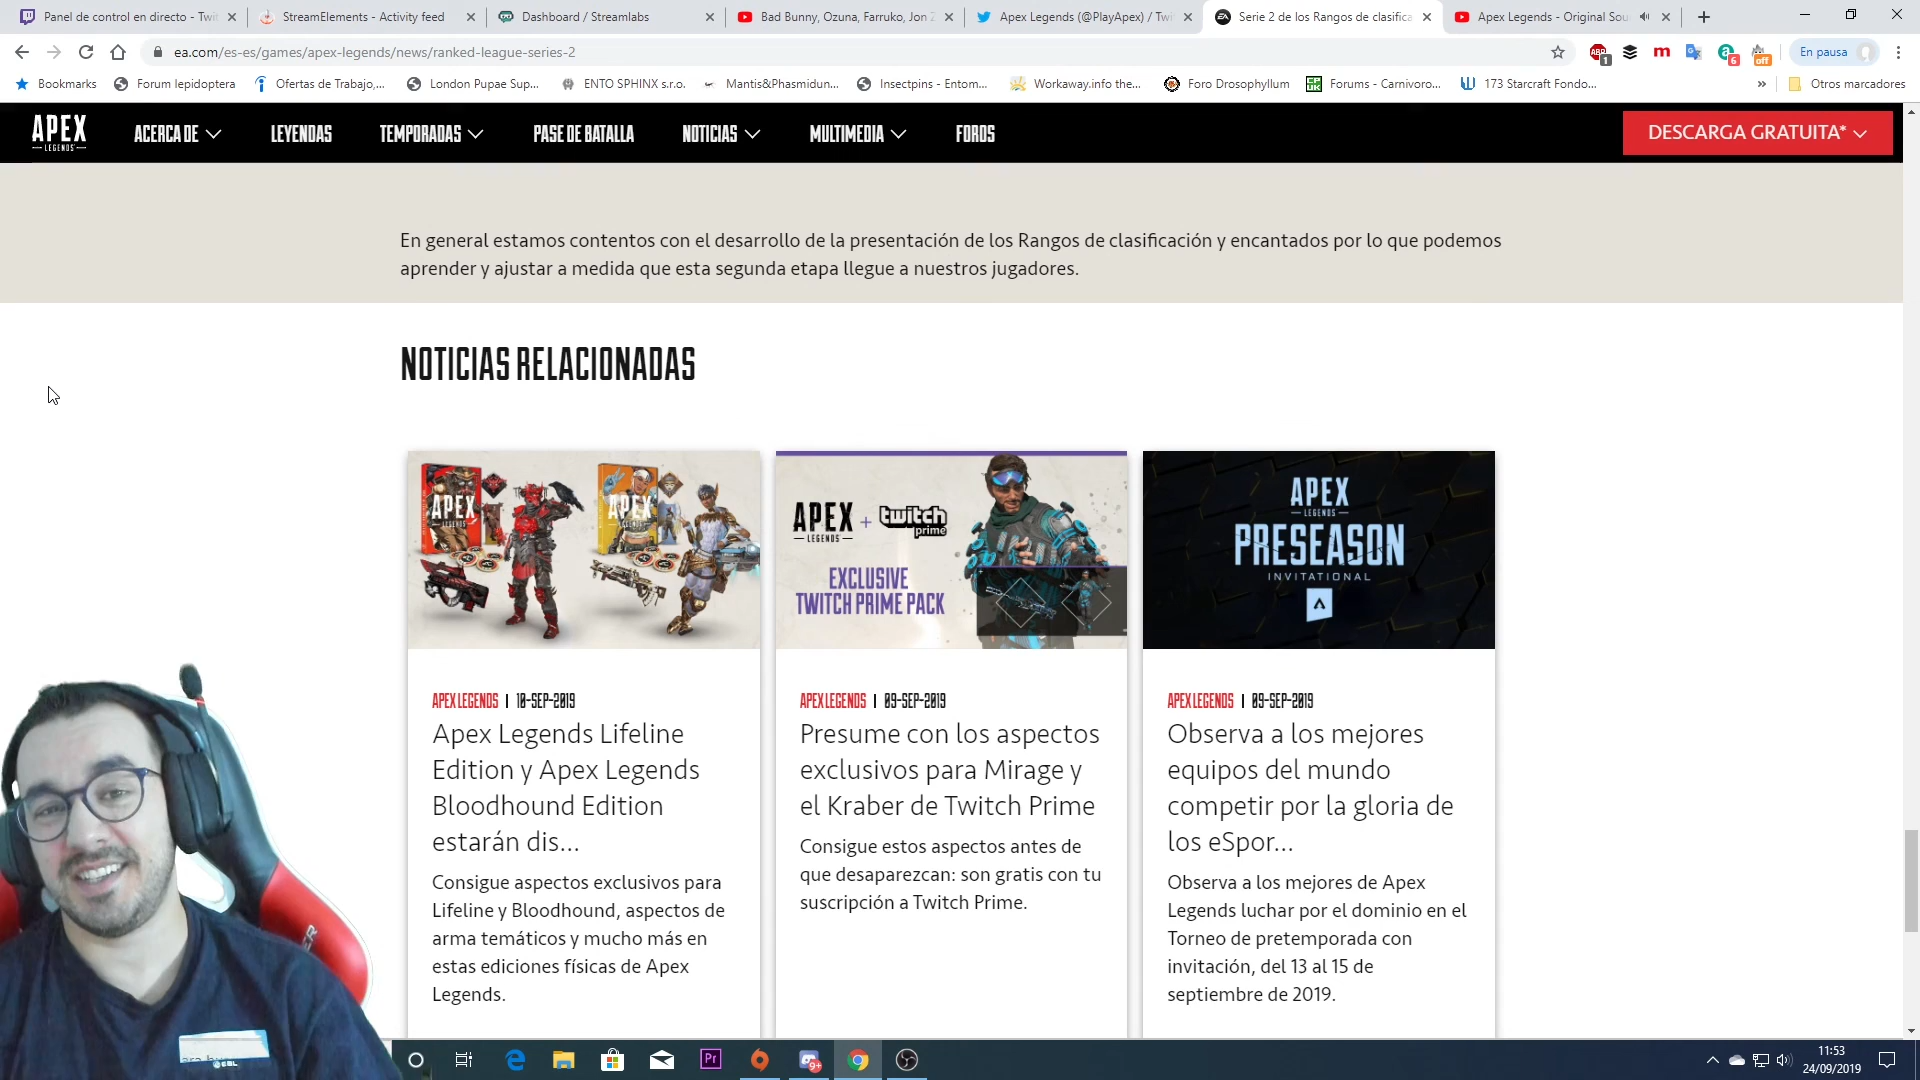 Panel de control en directo - Twit
StreamElements - Activity feed
Dashboard / Streamlabs
Bad Bunny, Ozuna, Farruko, Jon Z
Apex Legends (@PlayApex) / Twi
Serie 2 de los Rangos de clasifica
Apex Legends - Original Sou
ea.com/es-es/games/apex-legends/news/ranked-league-series-2
ABP
1
m
a
6
off
En pausa
Bookmarks
Forum lepidoptera
Ofertas de Trabajo,...
London Pupae Sup...
ENTO SPHINX s.r.o.
Mantis&Phasmidun...
Insectpins - Entom...
Workaway.info the...
Foro Drosophyllum
Forums - Carnivoro...
173 Starcraft Fondo...
»
Otros marcadores
APEX
LEGENDS
ACERCA DE
LEYENDAS
TEMPORADAS
PASE DE BATALLA
NOTICIAS
MULTIMEDIA
FOROS
DESCARGA GRATUITA*
En general estamos contentos con el desarrollo de la presentación de los Rangos de clasificación y encantados por lo que podemos
aprender y ajustar a medida que esta segunda etapa llegue a nuestros jugadores.
NOTICIAS RELACIONADAS
APEX
APEX
APEX
LEGENDS
+
twitch
prime
EXCLUSIVE
TWITCH PRIME PACK
APEX
LEGENDS
PRESEASON
INVITATIONAL
APEX LEGENDS | 10-SEP-2019
Apex Legends Lifeline
Edition y Apex Legends
Bloodhound Edition
estarán dis...
Consigue aspectos exclusivos para
Lifeline y Bloodhound, aspectos de
arma temáticos y mucho más en
estas ediciones físicas de Apex
Legends.
APEX LEGENDS | 09-SEP-2019
Presume con los aspectos
exclusivos para Mirage y
el Kraber de Twitch Prime
Consigue estos aspectos antes de
que desaparezcan: son gratis con tu
suscripción a Twitch Prime.
APEX LEGENDS | 09-SEP-2019
Observa a los mejores
equipos del mundo
competir por la gloria de
los eSpor...
Observa a los mejores de Apex
Legends luchar por el dominio en el
Torneo de pretemporada con
invitación, del 13 al 15 de
septiembre de 2019.
Pr
9+
11:53
24/09/2019